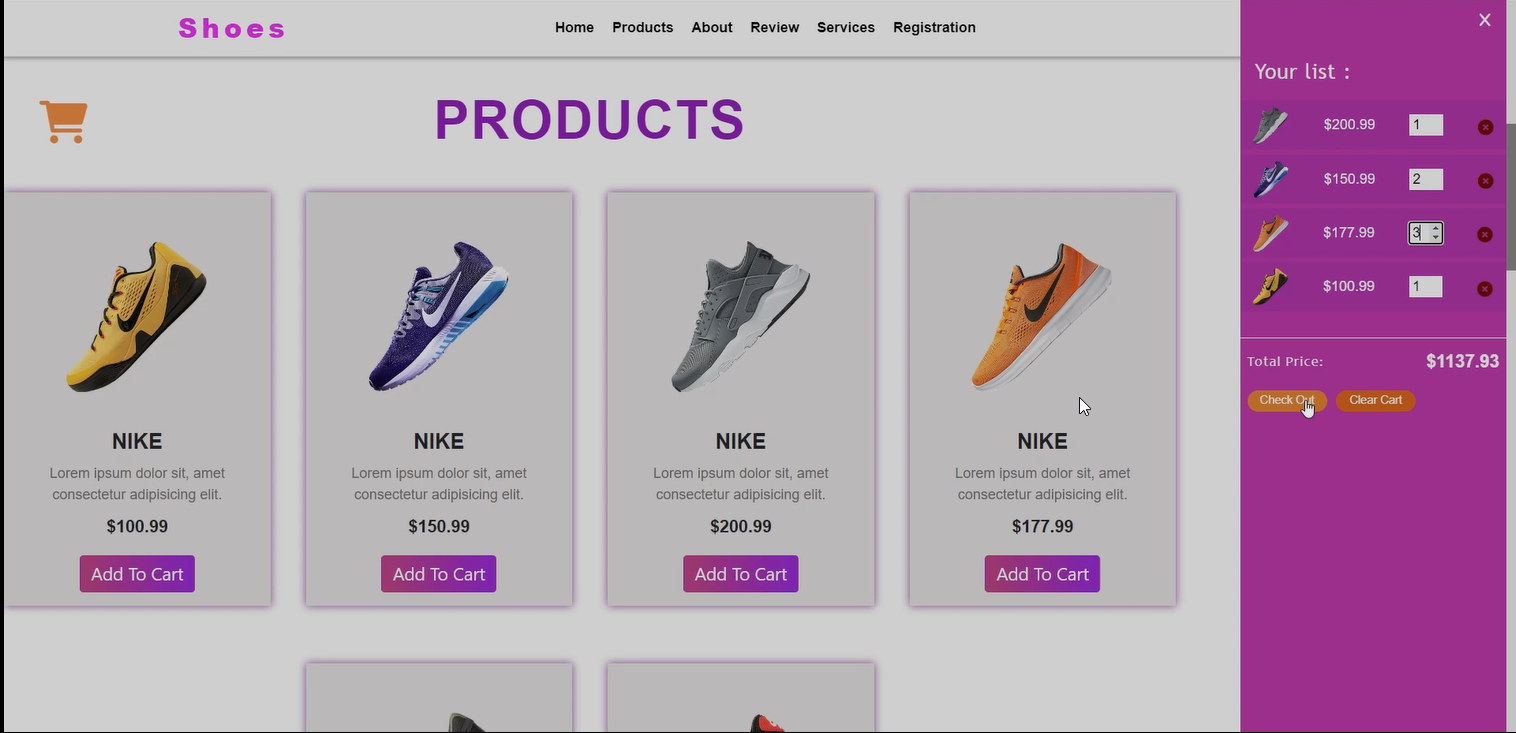 Shoes
Home Products About Review Services Registration
X
PRODUCTS
NIKE
Lorem ipsum dolor sit, amet
consectetur adipisicing elit.
$100.99
Add To Cart
NIKE
Lorem ipsum dolor sit, amet
consectetur adipisicing elit.
$150.99
Add To Cart
NIKE
Lorem ipsum dolor sit, amet
consectetur adipisicing elit.
$200.99
Add To Cart
NIKE
Lorem ipsum dolor sit, amet
consectetur adipisicing elit.
$177.99
Add To Cart
Your list :
$200.99 1
$150.99 2
$177.99 3
$100.99 1
Total Price: $1137.93
Check Out Clear Cart